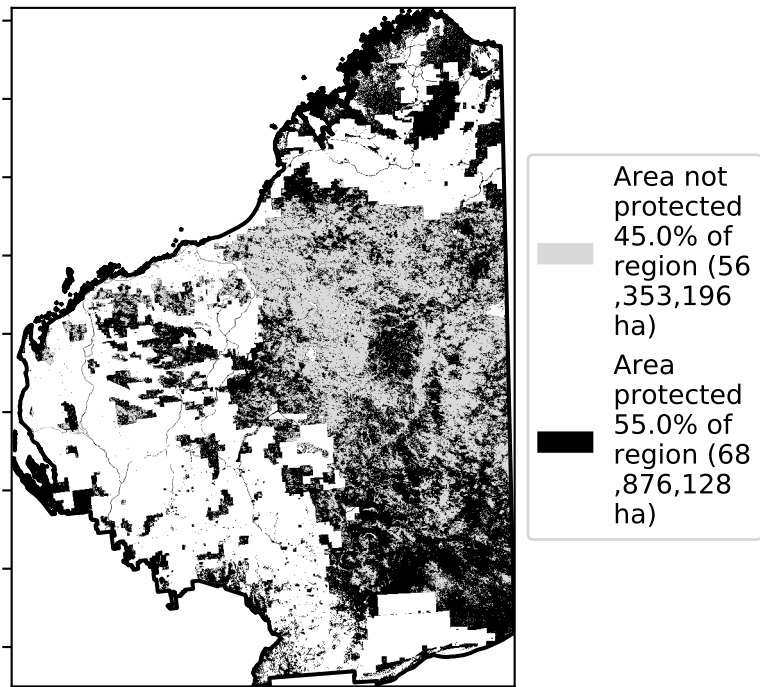 Area not
protected
45.0% of
region (56
,353,196
ha)
Area
protected
55.0% of
region (68
,876,128
ha)